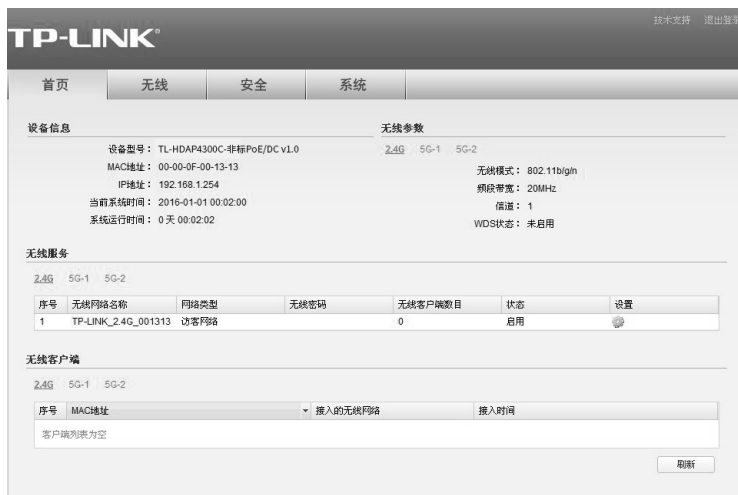 技术支持 退出登录
TP-LINK®
首页 无线 安全 系统
设备信息
设备型号： TL-HDAP4300C-非标PoE/DC v1.0
MAC地址： 00-00-0F-00-13-13
IP地址： 192.168.1.254
当前系统时间： 2016-01-01 00:02:00
系统运行时间： 0 天 00:02:02
无线参数
2.4G 5G-1 5G-2
无线模式： 802.11b/g/n
频段带宽： 20MHz
信道： 1
WDS状态： 未启用
无线服务
2.4G 5G-1 5G-2
序号 无线网络名称 网络类型 无线密码 无线客户端数目 状态 设置
1 TP-LINK_2.4G_001313 访客网络 0 启用
无线客户端
2.4G 5G-1 5G-2
序号 MAC地址 接入的无线网络 接入时间
客户端列表为空
刷新